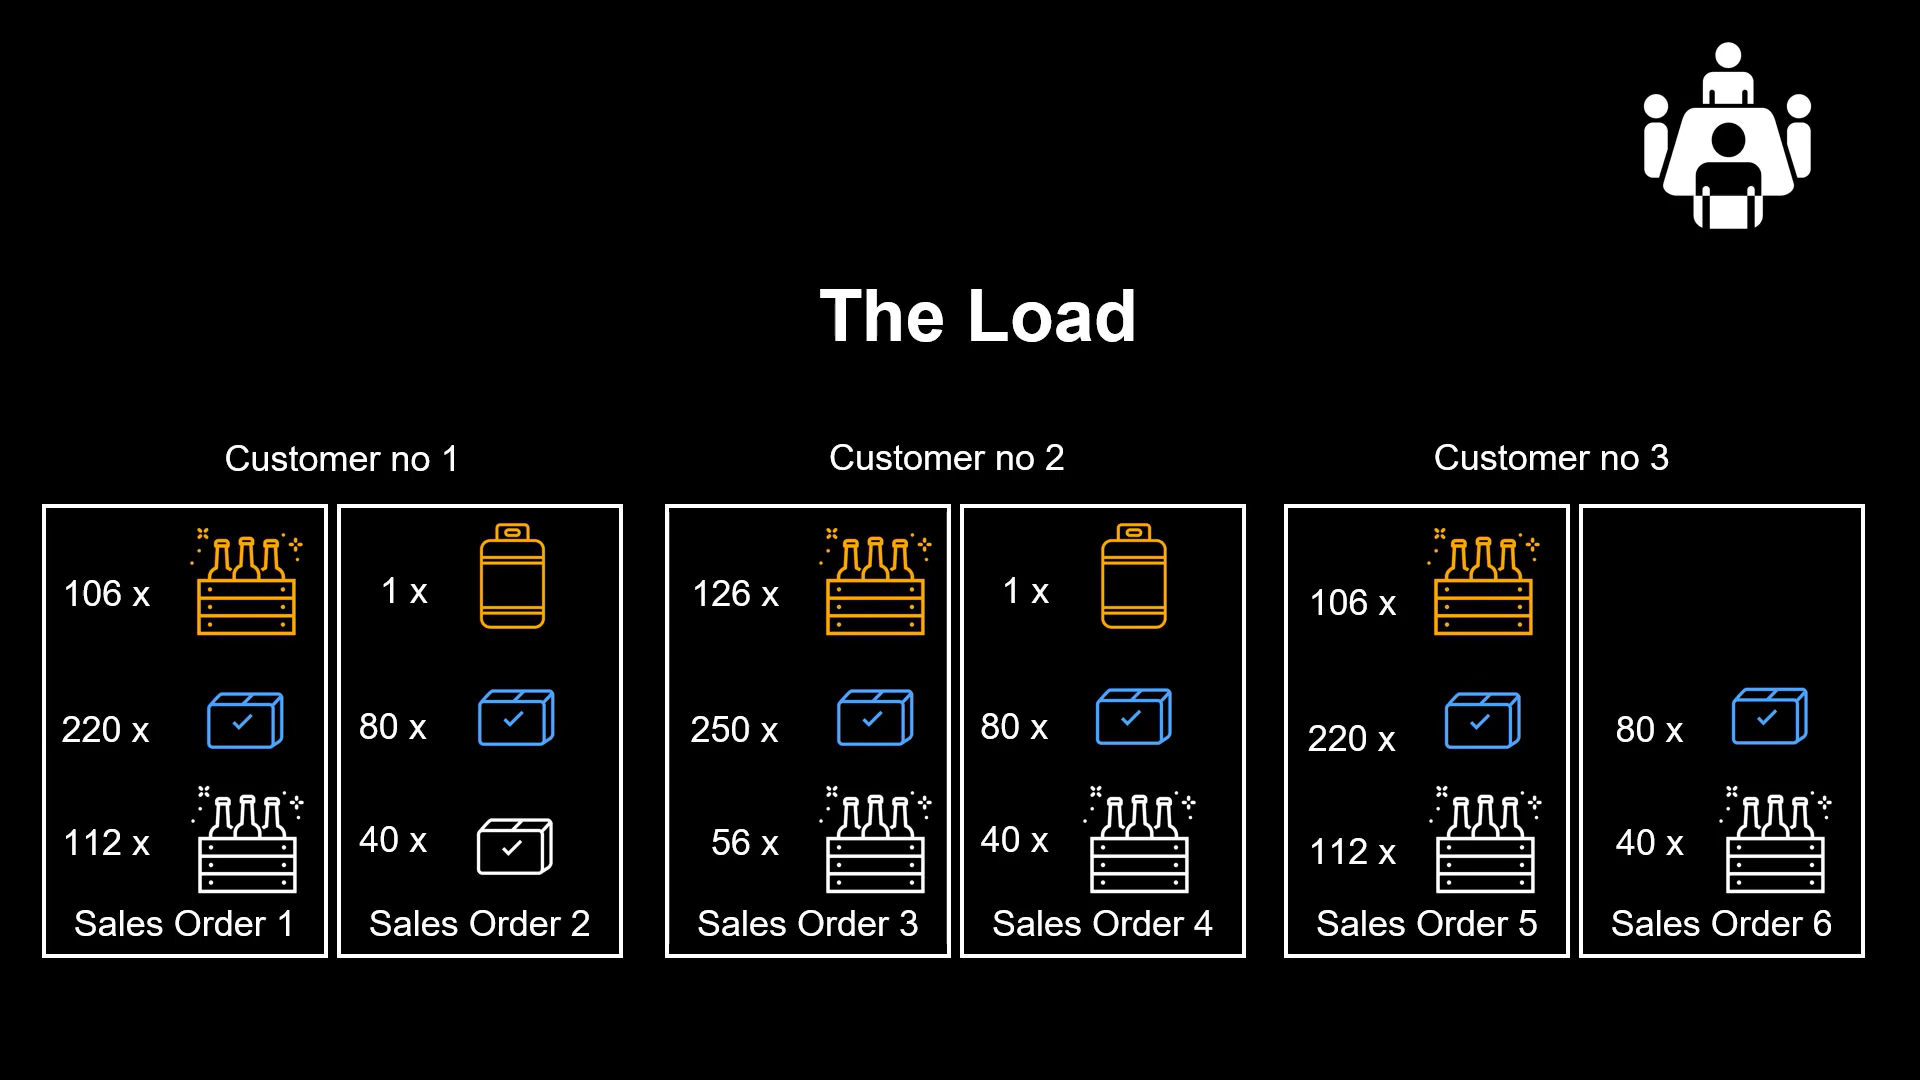 The Load
Customer no 1
Customer no 2
Customer no 3
106 x
220 x
112 x
Sales Order 1
1 x
80 x
40 x
Sales Order 2
126 x
250 x
56 x
Sales Order 3
1 x
80 x
40 x
Sales Order 4
106 x
220 x
112 x
Sales Order 5
80 x
40 x
Sales Order 6